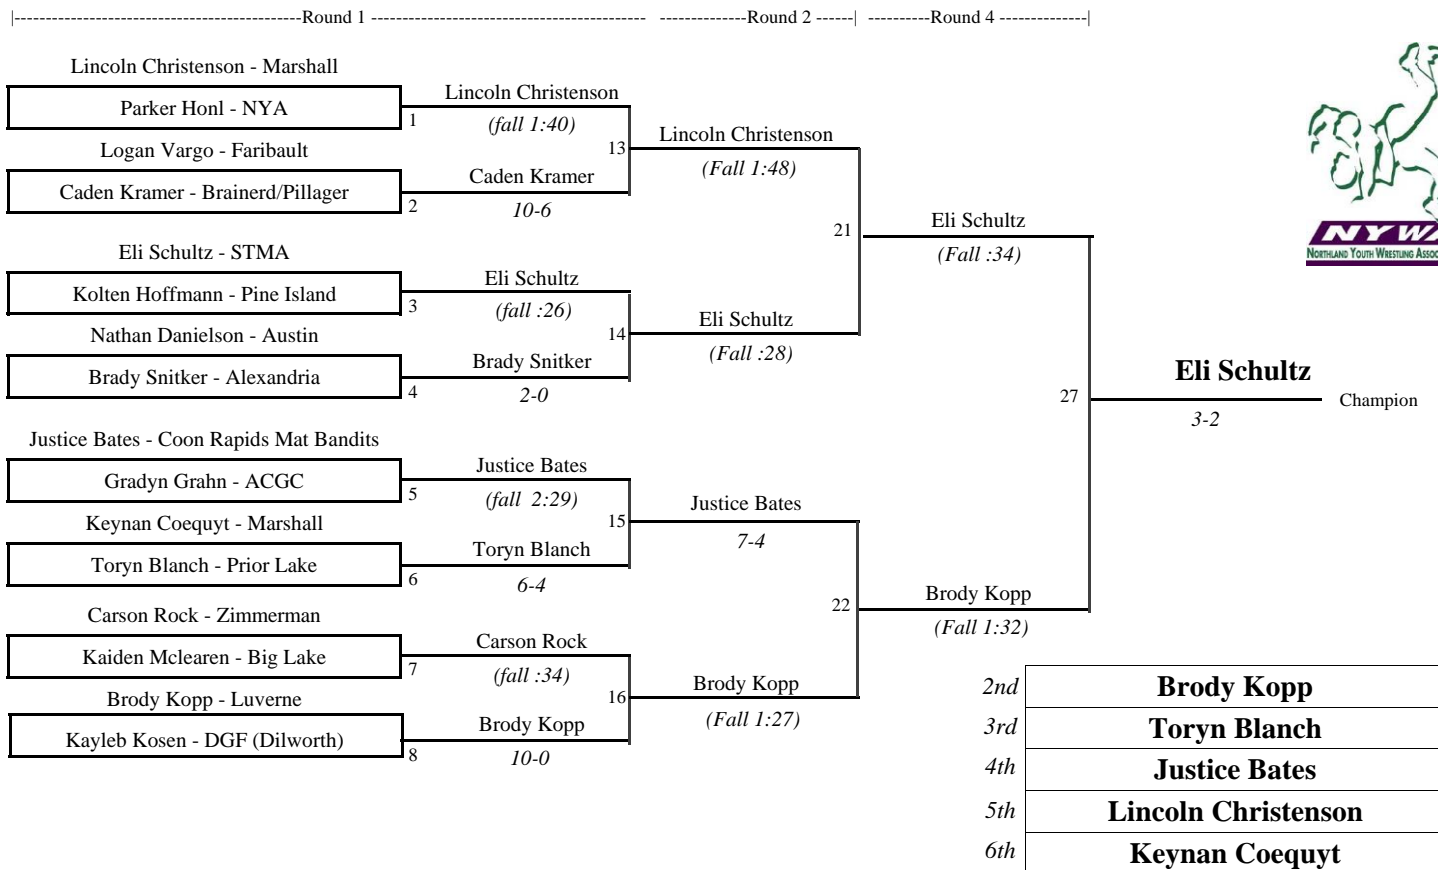 |----------------------------------------------Round 1 --------------------------------------------  --------------Round 2 ------|  ----------Round 4 --------------|
Lincoln Christenson - Marshall
Parker Honl - NYA
1
Logan Vargo - Faribault
Caden Kramer - Brainerd/Pillager
2
Eli Schultz - STMA
Kolten Hoffmann - Pine Island
3
Nathan Danielson - Austin
Brady Snitker - Alexandria
4
Justice Bates - Coon Rapids Mat Bandits
Gradyn Grahn - ACGC
5
Keynan Coequyt - Marshall
Toryn Blanch - Prior Lake
6
Carson Rock - Zimmerman
Kaiden Mclearen - Big Lake
7
Brody Kopp - Luverne
Kayleb Kosen - DGF (Dilworth)
8
Lincoln Christenson
(fall 1:40)
13
Caden Kramer
10-6
Eli Schultz
(fall :26)
14
Brady Snitker
2-0
Justice Bates
(fall 2:29)
15
Toryn Blanch
6-4
Carson Rock
(fall :34)
16
Brody Kopp
10-0
Lincoln Christenson
(Fall 1:48)
21
Eli Schultz
(Fall :28)
Justice Bates
7-4
22
Brody Kopp
(Fall 1:27)
Eli Schultz
(Fall :34)
27
Brody Kopp
(Fall 1:32)
Eli Schultz
Champion
3-2
NYWA
NORTHLAND YOUTH WRESTLING
2nd Brody Kopp
3rd Toryn Blanch
4th Justice Bates
5th Lincoln Christenson
6th Keynan Coequyt